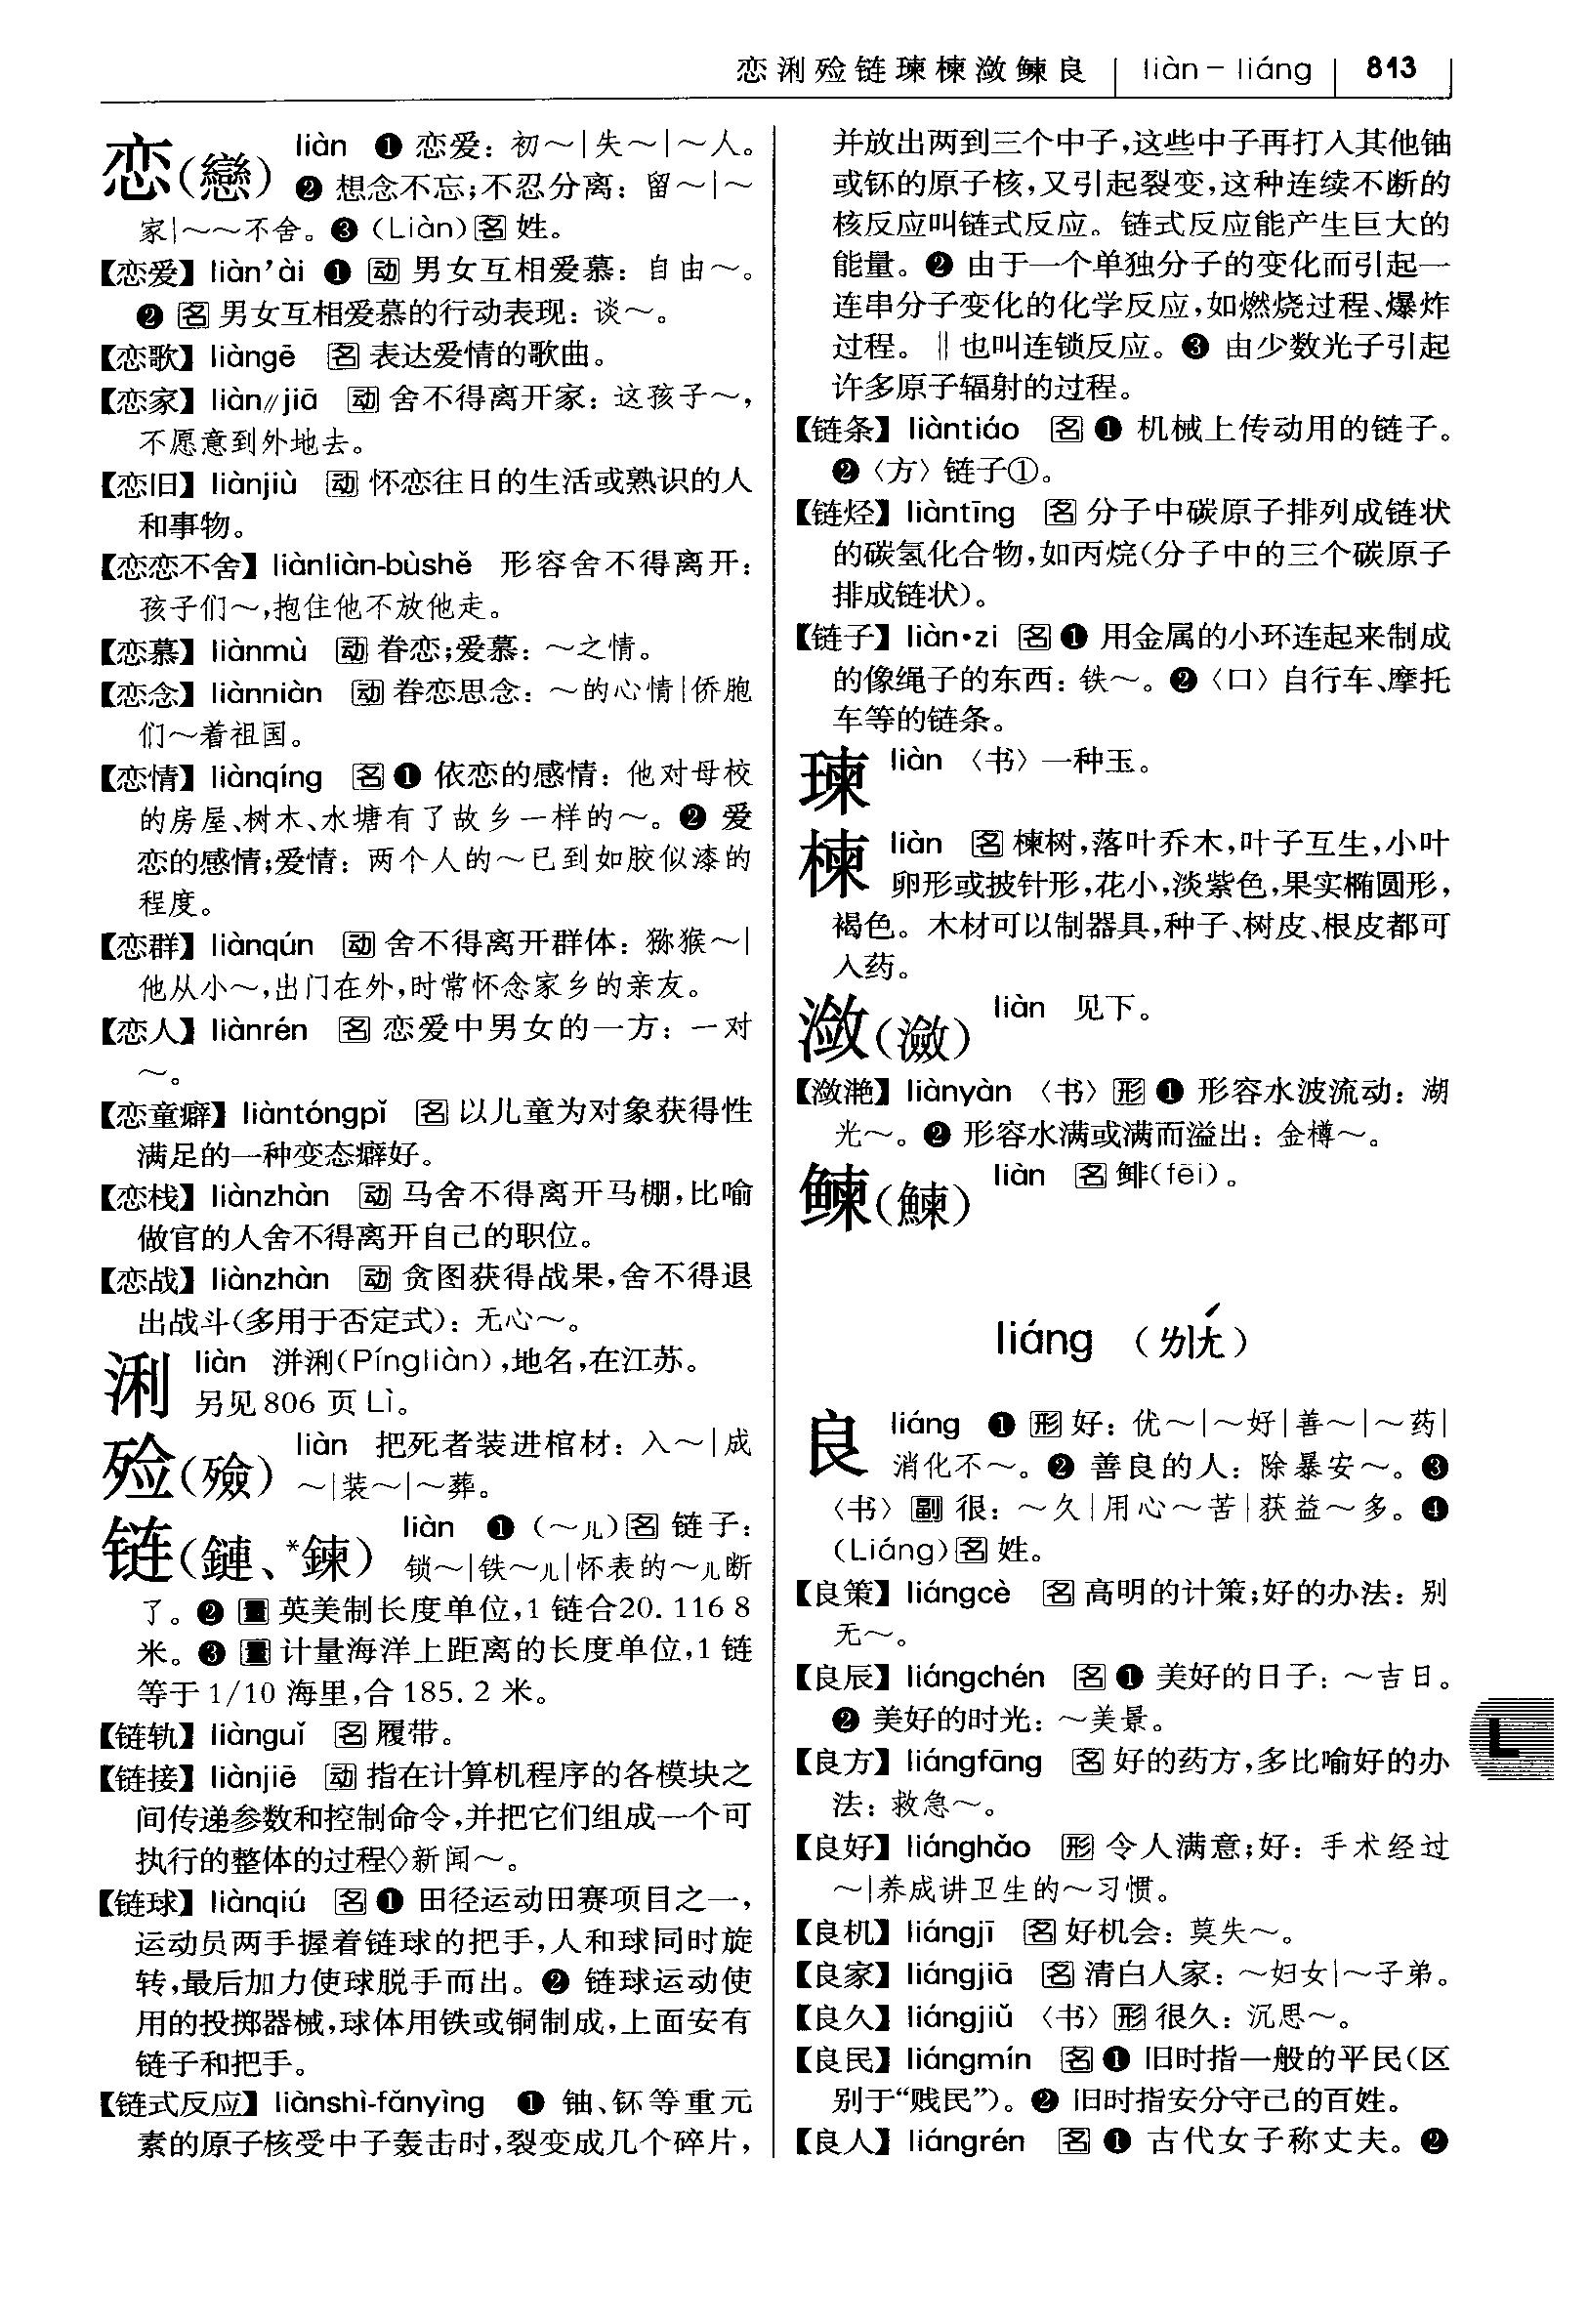 恋浰殓链瑓楝潋鲢良 | liàn－liáng | 813
恋(戀) liàn ❶ 恋爱：初～|失～|～人。
❷ 想念不忘；不忍分离：留～|～
家|～～不舍。❸（Liàn）名 姓。
【恋爱】liàn’ài ❶ 动 男女互相爱慕：自由～。
❷ 名 男女互相爱慕的行动表现：谈～。
【恋歌】liàngē 名 表达爱情的歌曲。
【恋家】liàn//jiā 动 舍不得离开家：这孩子～，
不愿意到外地去。
【恋旧】liànjiù 动 怀恋往日的生活或熟识的人
和事物。
【恋恋不舍】liànliàn-bùshě 形容舍不得离开：
孩子们～，抱住他不放他走。
【恋慕】liànmù 动 眷恋；爱慕：～之情。
【恋念】liànniàn 动 眷恋思念：～的心情|侨胞
们～着祖国。
【恋情】liànqíng 名 ❶ 依恋的感情：他对母校
的房屋、树木、水塘有了故乡一样的～。❷ 爱
恋的感情；爱情：两个人的～已到如胶似漆的
程度。
【恋群】liànqún 动 舍不得离开群体：猕猴～|
他从小～，出门在外，时常怀念家乡的亲友。
【恋人】liànrén 名 恋爱中男女的一方：一对
～。
【恋童癖】liàntóngpǐ 名 以儿童为对象获得性
满足的一种变态癖好。
【恋栈】liànzhàn 动 马舍不得离开马棚，比喻
做官的人舍不得离开自己的职位。
【恋战】liànzhàn 动 贪图获得战果，舍不得退
出战斗（多用于否定式）：无心～。
浰 liàn 洴浰（Píngliàn），地名，在江苏。
另见 806 页 Lì。
殓(殮) liàn 把死者装进棺材：入～|成
～|装～|～葬。
链(鏈、*鍊) liàn ❶（～儿）名 链子：
锁～|铁～儿|怀表的～儿断
了。❷ 量 英美制长度单位，1 链合20.116 8
米。❸ 量 计量海洋上距离的长度单位，1 链
等于 1/10 海里，合 185.2 米。
【链轨】liànguǐ 名 履带。
【链接】liànjiē 动 指在计算机程序的各模块之
间传递参数和控制命令，并把它们组成一个可
执行的整体的过程◇新闻～。
【链球】liànqiú 名 ❶ 田径运动田赛项目之一，
运动员两手握着链球的把手，人和球同时旋
转，最后加力使球脱手而出。❷ 链球运动使
用的投掷器械，球体用铁或铜制成，上面安有
链子和把手。
【链式反应】liànshì-fǎnyìng ❶ 铀、钚等重元
素的原子核受中子轰击时，裂变成几个碎片，
并放出两到三个中子，这些中子再打入其他铀
或钚的原子核，又引起裂变，这种连续不断的
核反应叫链式反应。链式反应能产生巨大的
能量。❷ 由于一个单独分子的变化而引起一
连串分子变化的化学反应，如燃烧过程、爆炸
过程。‖也叫连锁反应。❸ 由少数光子引起
许多原子辐射的过程。
【链条】liàntiáo 名 ❶ 机械上传动用的链子。
❷〈方〉链子①。
【链烃】liàntīng 名 分子中碳原子排列成链状
的碳氢化合物，如丙烷（分子中的三个碳原子
排成链状）。
【链子】liàn·zi 名 ❶ 用金属的小环连起来制成
的像绳子的东西：铁～。❷〈口〉自行车、摩托
车等的链条。
瑓 liàn 〈书〉一种玉。
楝 liàn 名 楝树，落叶乔木，叶子互生，小叶
卵形或披针形，花小，淡紫色，果实椭圆形，
褐色。木材可以制器具，种子、树皮、根皮都可
入药。
潋(瀲) liàn 见下。
【潋滟】liànyàn 〈书〉形 ❶ 形容水波流动：湖
光～。❷ 形容水满或满而溢出：金樽～。
𫚈(鰊) liàn 名 鲱（fēi）。
liáng （ㄌㄧㄤˊ）
良 liáng ❶ 形 好：优～|～好|善～|～药|
消化不～。❷ 善良的人：除暴安～。❸
〈书〉副 很：～久|用心～苦|获益～多。❹
（Liáng）名 姓。
【良策】liángcè 名 高明的计策；好的办法：别
无～。
【良辰】liángchén 名 ❶ 美好的日子：～吉日。
❷ 美好的时光：～美景。
【良方】liángfāng 名 好的药方，多比喻好的办
法：救急～。
【良好】liánghǎo 形 令人满意；好：手术经过
～|养成讲卫生的～习惯。
【良机】liángjī 名 好机会：莫失～。
【良家】liángjiā 名 清白人家：～妇女|～子弟。
【良久】liángjiǔ 〈书〉形 很久：沉思～。
【良民】liángmín 名 ❶ 旧时指一般的平民（区
别于“贱民”）。❷ 旧时指安分守己的百姓。
【良人】liángrén 名 ❶ 古代女子称丈夫。❷
L